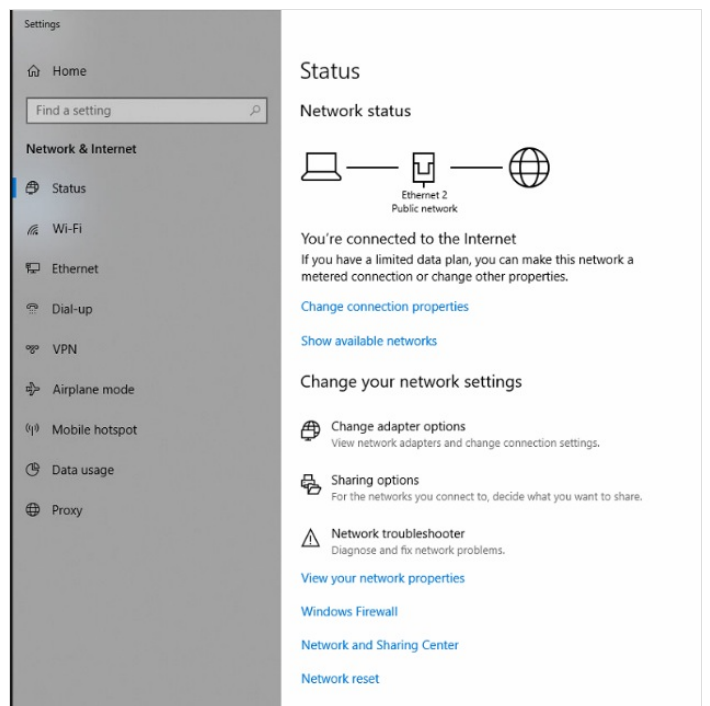 Settings
Home
Find a setting
Network & Internet
Status
Wi-Fi
Ethernet
Dial-up
VPN
Airplane mode
Mobile hotspot
Data usage
Proxy
Status
Network status
Ethernet 2
Public network
You're connected to the Internet
If you have a limited data plan, you can make this network a
metered connection or change other properties.
Change connection properties
Show available networks
Change your network settings
Change adapter options
View network adapters and change connection settings.
Sharing options
For the networks you connect to, decide what you want to share.
Network troubleshooter
Diagnose and fix network problems.
View your network properties
Windows Firewall
Network and Sharing Center
Network reset